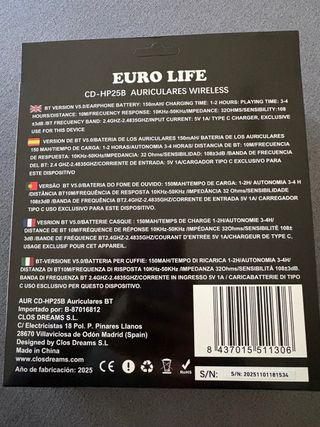 EURO LIFE
CD-HP25B AURICULARES WIRELESS
BT VERSION V5.0/EARPHONE BATTERY: 150mAH/ CHARGING TIME: 1-2 HOURS: PLAYING TIME: 3-4
HOURS/DISTANCE: 10M/FREQUENCY RESPONSE: 10KHz-50KHz/IMPEDANCE: 32OHMS/SENSIBILITY:108
±3dB /BT FRECUENCY BAND: 2.4GHZ-2.4835GHZ/INPUT CURRENT 5V 1A/ TYPE C CHARGER, EXCLUSIV
USE FOR THIS DEVICE
BT VERSION V5.0/BATERIA DE LOS AURICULARES 150mAH/ BATERIA DE LOS AURICULARES
150 MAH/TIEMPO DE CARGA: 1-2 HORAS/AUTONOMIA 3-4 HORAS/ DISTANCIA DE BT: 10M/FRECUENCIA
DE RESPUESTA: 10KHz-50KHz/IMPEDANCIA: 32 Ohms/SENSIBILIDAD: 108±3dB /BANDA DE FRECUENCIA
DEL BT: 2.4 GHZ-2.4835GHZ/CORRIENTE DE ENTRADA: 5V 1A/CARGADOR TIPO C EXCLUSIVO PARA
ESTE DISPOSITIVO
VERSÃO BT V5.0/BATERIA DO FONE DE OUVIDO: 150MAH/TEMPO DE CARGA: 1-2H/ AUTONOMIA 3-4 H
/DISTÂNCIA BT10M/FREQUÊNCIA DE RESPOSTA 10KHz-50KHz/IMPEDÂNCIA 32 Ohms/SENSIBILIDADE
108±3dB /BANDA DE FREQUÊNCIA BT2.4GHZ-2.4835GHZ/CORRENTE DE ENTRADA 5V 1A/ CARREGADOR
TIPO C USO EXCLUSIVO PARA ESTE DISPOSITIVO
VESRION BT V5.0/BATTERIE CASQUE : 150MAH/TEMPS DE CHARGE 1-2H/AUTONOMIE 3-4H/
DISTANCE DE BT10M/FRÉQUENCE DE RÉPONSE 10KHz-50KHz/IMPÉDANCE 32Ohms/SENSIBILITÉ 108±
3dB /BANDE DE FRÉQUENCE BT2.4GHZ-2.4835GHZ/COURANT D'ENTRÉE 5V 1A/CHARGEUR DE TYPE C,
USAGE EXCLUSIF POUR CET APPAREIL.
BT-VERSIONE V5.0/BATTERIA PER CUFFIE: 150MAH/TEMPO DI RICARICA 1-2H/AUTONOMIA 3-4H/
DISTANZA DI BT10M/FREQUENZA DI RISPOSTA 10KHz-50KHz/IMPEDANZA 32Ohms/SENSIBILITÀ 108±3dB/
BANDA DI FREQUENZA BT 2.4GHZ-2.4835GHZ/CORRENTE IN INGRESSO 5V 1A/ CARICABATTERIE DI TIPO
C USO ESCLUSIVO PER QUESTO DISPOSITIVO.
AUR CD-HP25B Auriculares BT
Importado por: B-87016812
CLOS DREAMS S.L.
C/ Electricistas 18 Pol. P. Pinares Llanos
28670 Villaviciosa de Odón Madrid (Spain)
Designed by Clos Dreams S.L.
Made in China
www.closdreams.com
Año de fabricación: 2025
8 437015 511306
S/N: S/N: 20251101181534